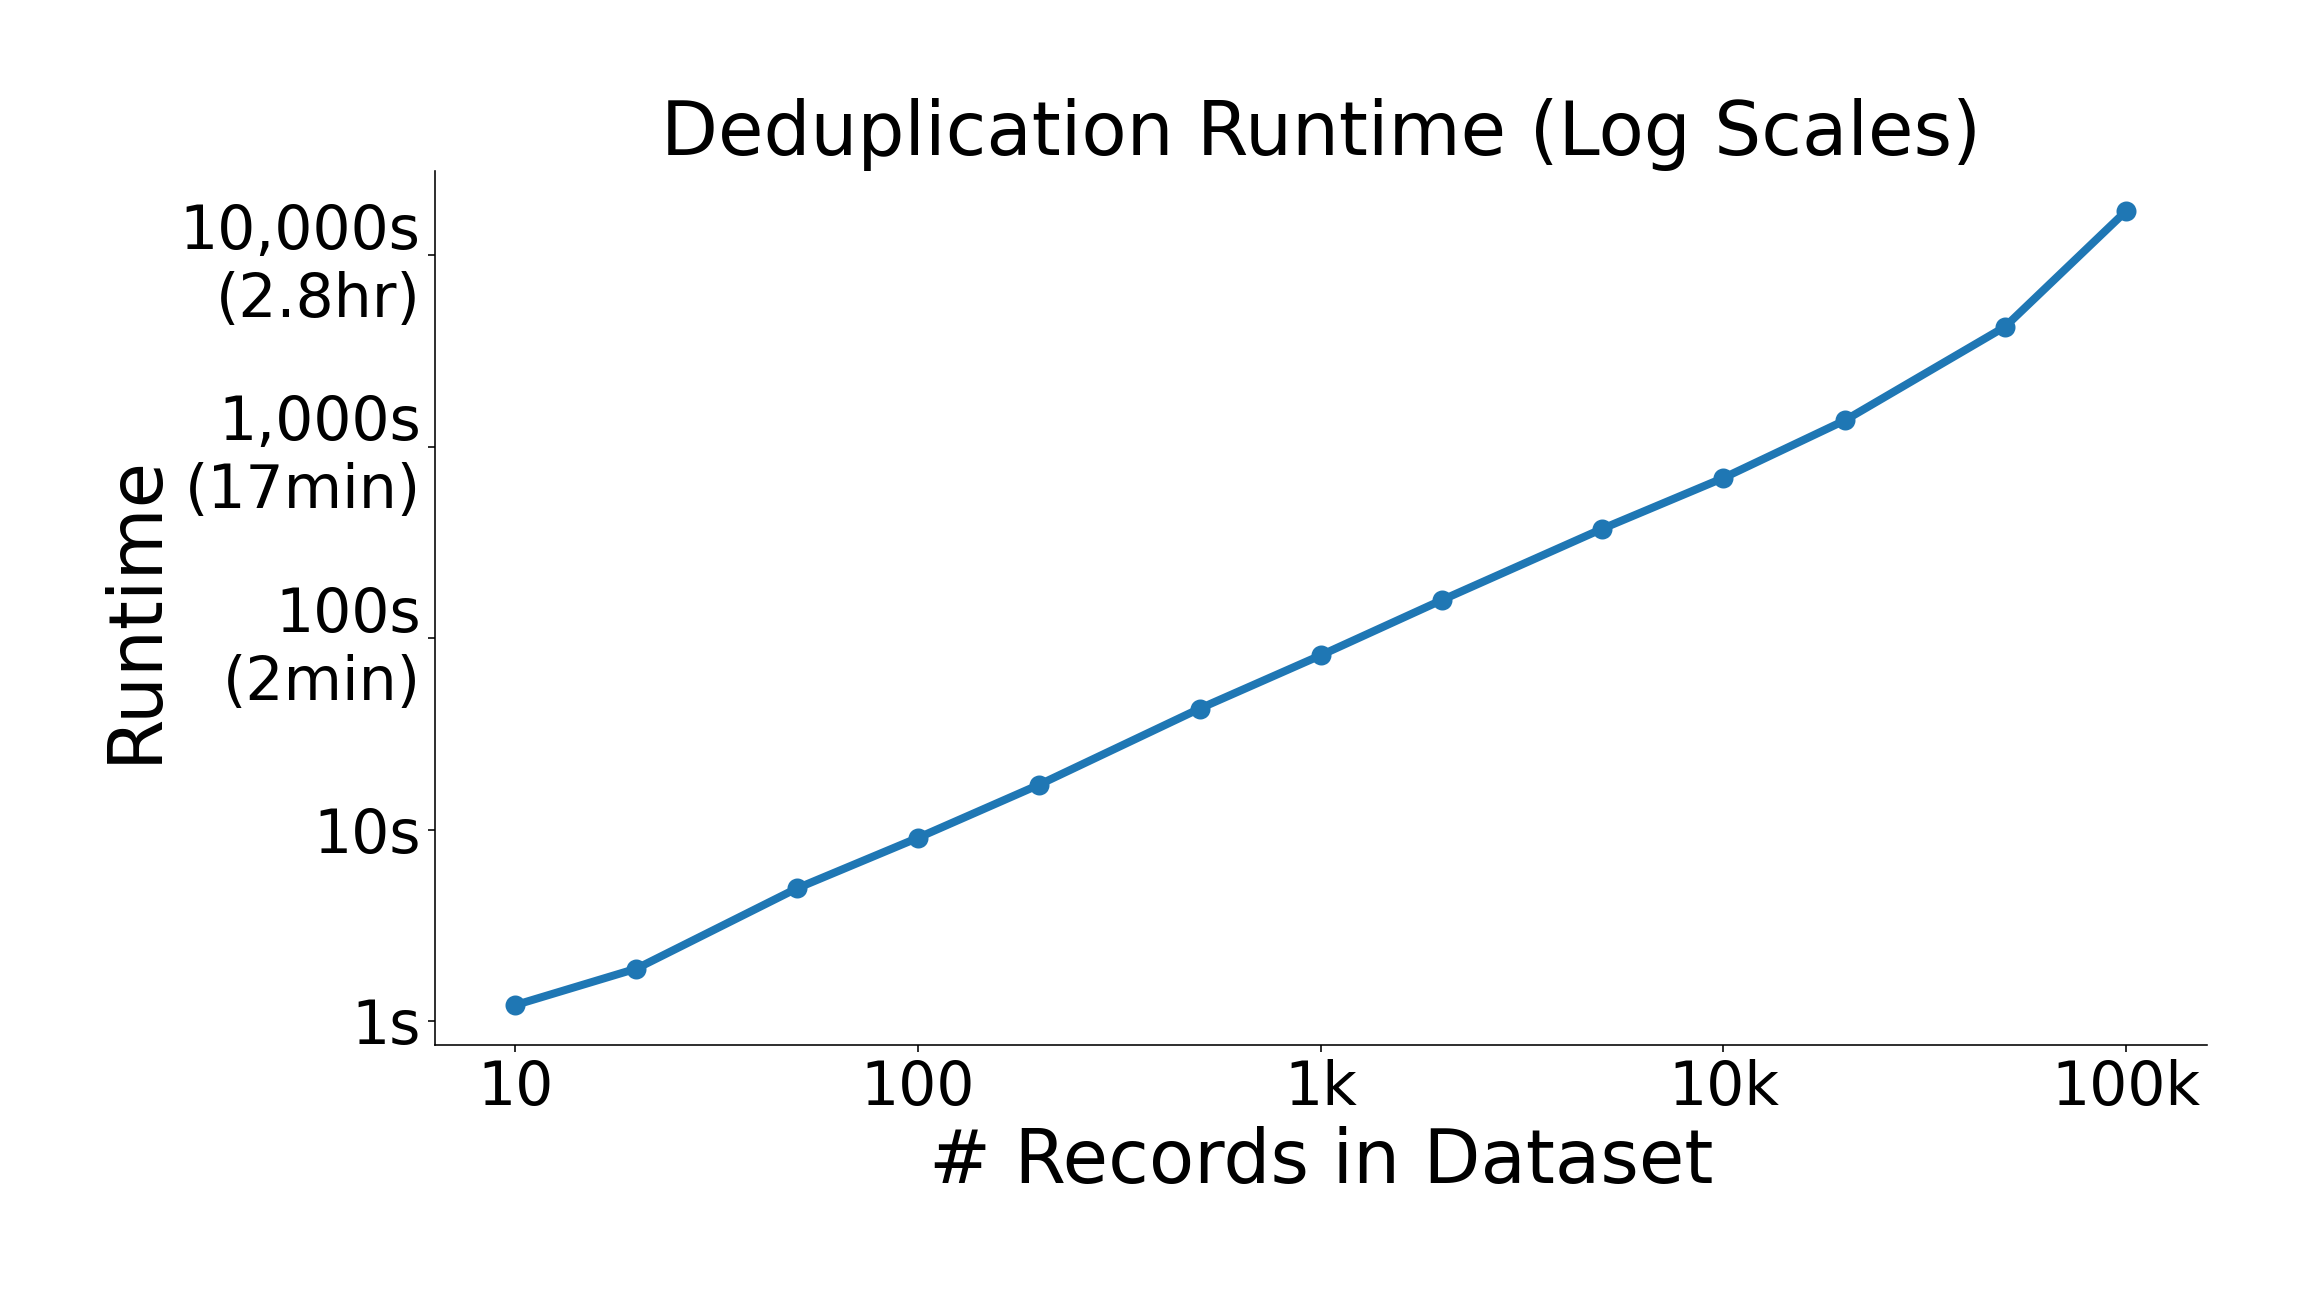 Deduplication Runtime (Log Scales)
10,000s
(2.8hr)
1,000s
(17min)
100s
(2min)
10s
1s
Runtime
10 100 1k 10k 100k
# Records in Dataset